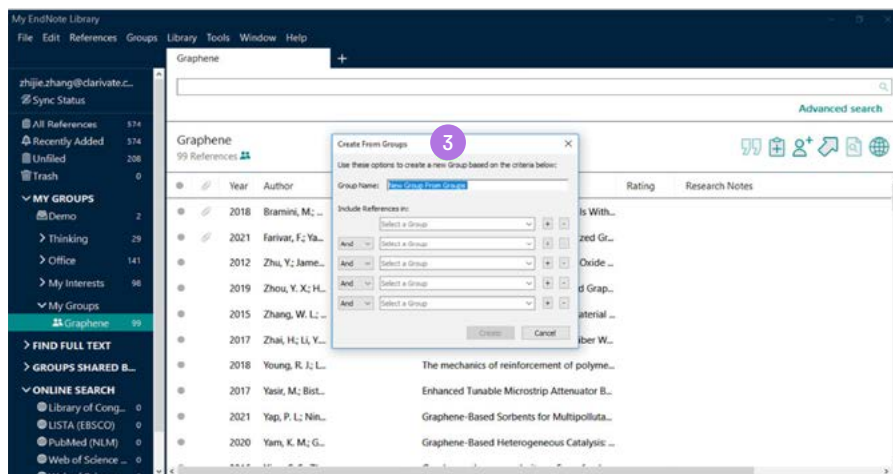 My EndNote Library
File Edit References Groups Library Tools Window Help
Graphene
zhijie.zhang@clarivate.c...
Sync Status
Advanced search
All References 574
Recently Added 574
Unfiled 208
Trash 0
MY GROUPS
Demo 2
Thinking 29
Office 141
My Interests 98
My Groups
Graphene 99
FIND FULL TEXT
GROUPS SHARED B...
ONLINE SEARCH
Library of Cong... 0
LISTA (EBSCO) 0
PubMed (NLM) 0
Web of Science ... 0
Graphene
99 References
Year Author Rating Research Notes
2018 Bramini, M.; ... ls With...
2021 Farivar, F.; Ya... zed Gr...
2012 Zhu, Y.; Jame... Oxide ...
2019 Zhou, Y. X.; H... d Grap...
2015 Zhang, W. L.; ... aterial ...
2017 Zhai, H.; Li, Y.... iber W...
2018 Young, R. J.; L... The mechanics of reinforcement of polyme...
2017 Yasir, M.; Bist... Enhanced Tunable Microstrip Attenuator B...
2021 Yap, P. L.; Nin... Graphene-Based Sorbents for Multipolluta...
2020 Yam, K. M.; G... Graphene-Based Heterogeneous Catalysis: ...
3
Create From Groups
Use these options to create a new Group based on the criteria below:
Group Name: New Group From Groups
Include References in:
Select a Group
And Select a Group
And Select a Group
And Select a Group
And Select a Group
Create Cancel